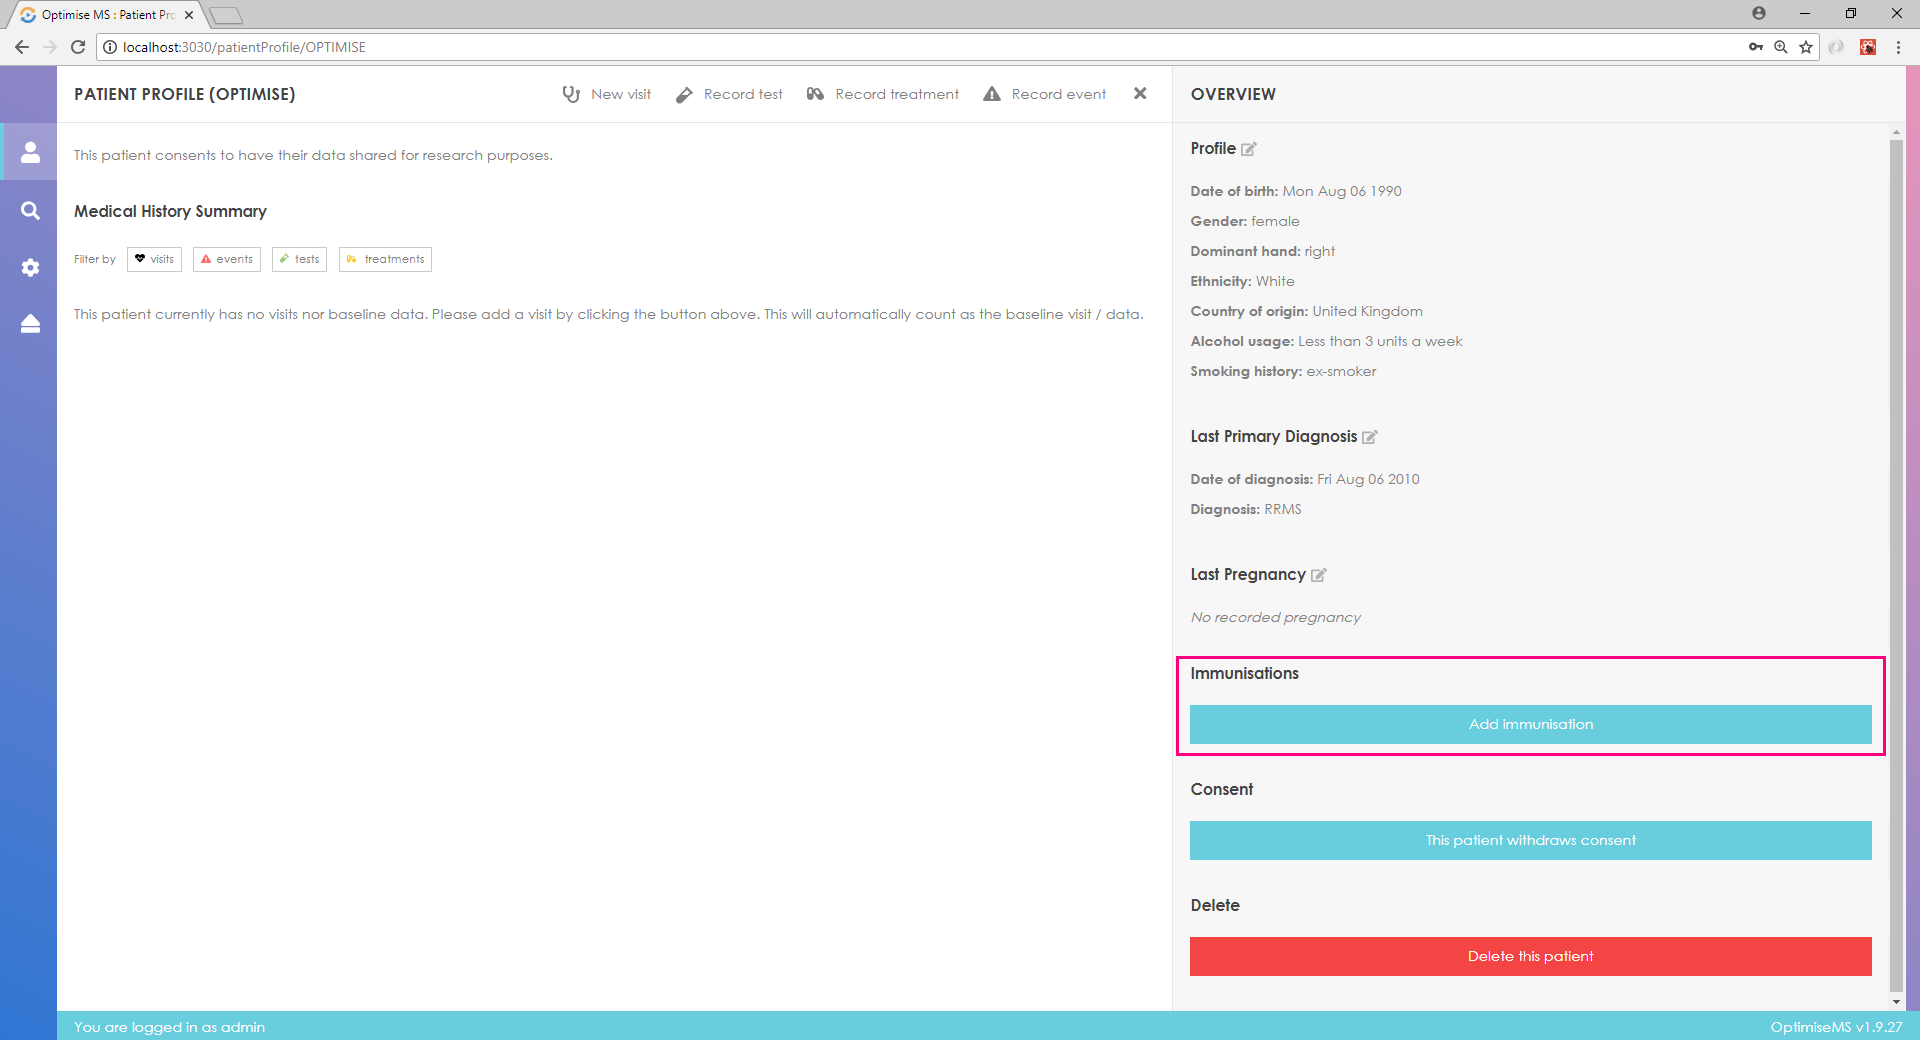 Optimise MS : Patient Pro
localhost:3030/patientProfile/OPTIMISE
PATIENT PROFILE (OPTIMISE)
New visit
Record test
Record treatment
Record event
This patient consents to have their data shared for research purposes.
Medical History Summary
Filter by
visits
events
tests
treatments
This patient currently has no visits nor baseline data. Please add a visit by clicking the button above. This will automatically count as the baseline visit / data.
OVERVIEW
Profile
Date of birth: Mon Aug 06 1990
Gender: female
Dominant hand: right
Ethnicity: White
Country of origin: United Kingdom
Alcohol usage: Less than 3 units a week
Smoking history: ex-smoker
Last Primary Diagnosis
Date of diagnosis: Fri Aug 06 2010
Diagnosis: RRMS
Last Pregnancy
No recorded pregnancy
Immunisations
Add immunisation
Consent
This patient withdraws consent
Delete
Delete this patient
You are logged in as admin
OptimiseMS v1.9.27